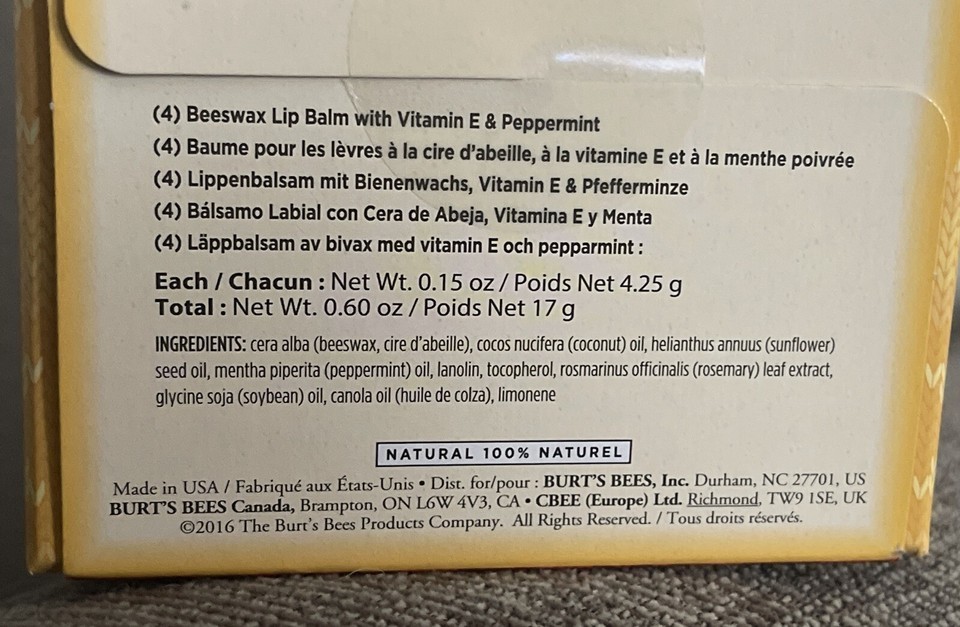 (4) Beeswax Lip Balm with Vitamin E & Peppermint
(4) Baume pour les lèvres à la cire d'abeille, à la vitamine E et à la menthe poivrée
(4) Lippenbalsam mit Bienenwachs, Vitamin E & Pfefferminze
(4) Bálsamo Labial con Cera de Abeja, Vitamina E y Menta
(4) Läppbalsam av bivax med vitamin E och pepparmint :
Each / Chacun : Net Wt. 0.15 oz / Poids Net 4.25 g
Total : Net Wt. 0.60 oz / Poids Net 17 g
INGREDIENTS: cera alba (beeswax, cire d'abeille), cocos nucifera (coconut) oil, helianthus annuus (sunflower)
seed oil, mentha piperita (peppermint) oil, lanolin, tocopherol, rosmarinus officinalis (rosemary) leaf extract,
glycine soja (soybean) oil, canola oil (huile de colza), limonene
NATURAL 100% NATUREL
Made in USA / Fabriqué aux États-Unis • Dist. for/pour : BURT'S BEES, Inc. Durham, NC 27701, US
BURT'S BEES Canada, Brampton, ON L6W 4V3, CA • CBEE (Europe) Ltd. Richmond, TW9 1SE, UK
©2016 The Burt's Bees Products Company. All Rights Reserved. / Tous droits réservés.